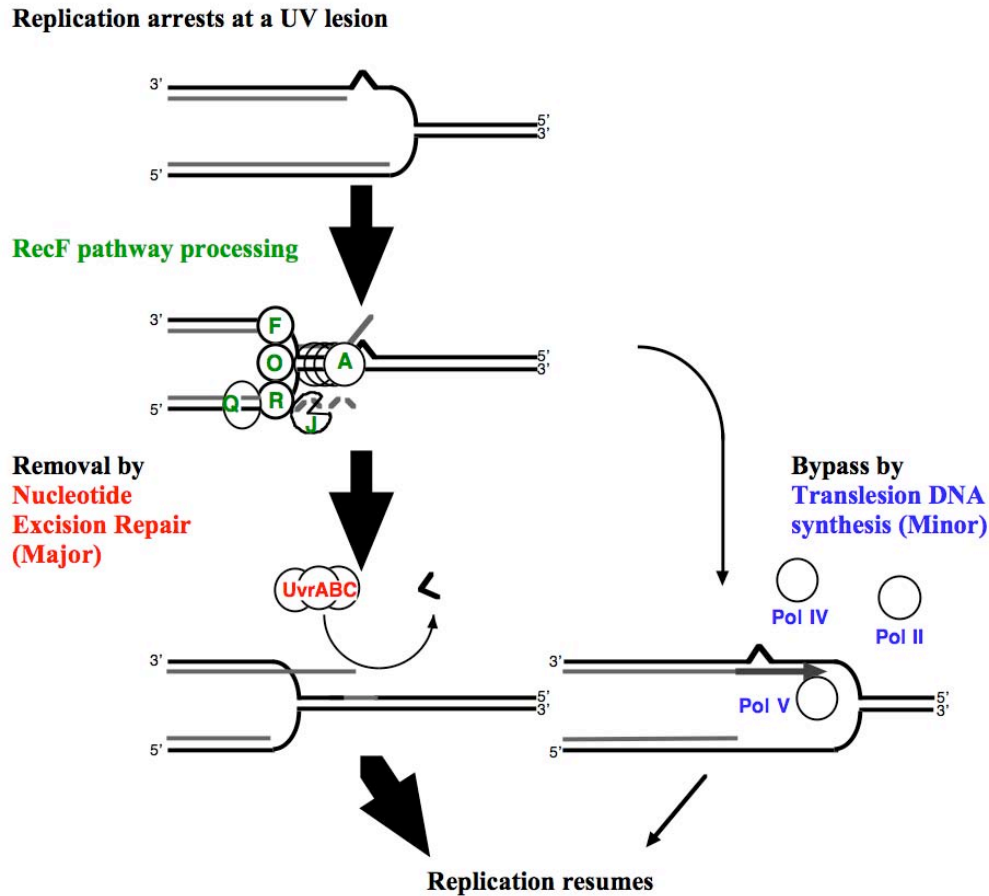 Replication arrests at a UV lesion
3'
5'
3'
5'
RecF pathway processing
3'
F
O
A
5'
3'
Q
R
J
5'
Removal by
Nucleotide
Excision Repair
(Major)
Bypass by
Translesion DNA
synthesis (Minor)
UvrABC
Pol IV
Pol II
3'
5'
3'
5'
3'
Pol V
5'
3'
5'
Replication resumes